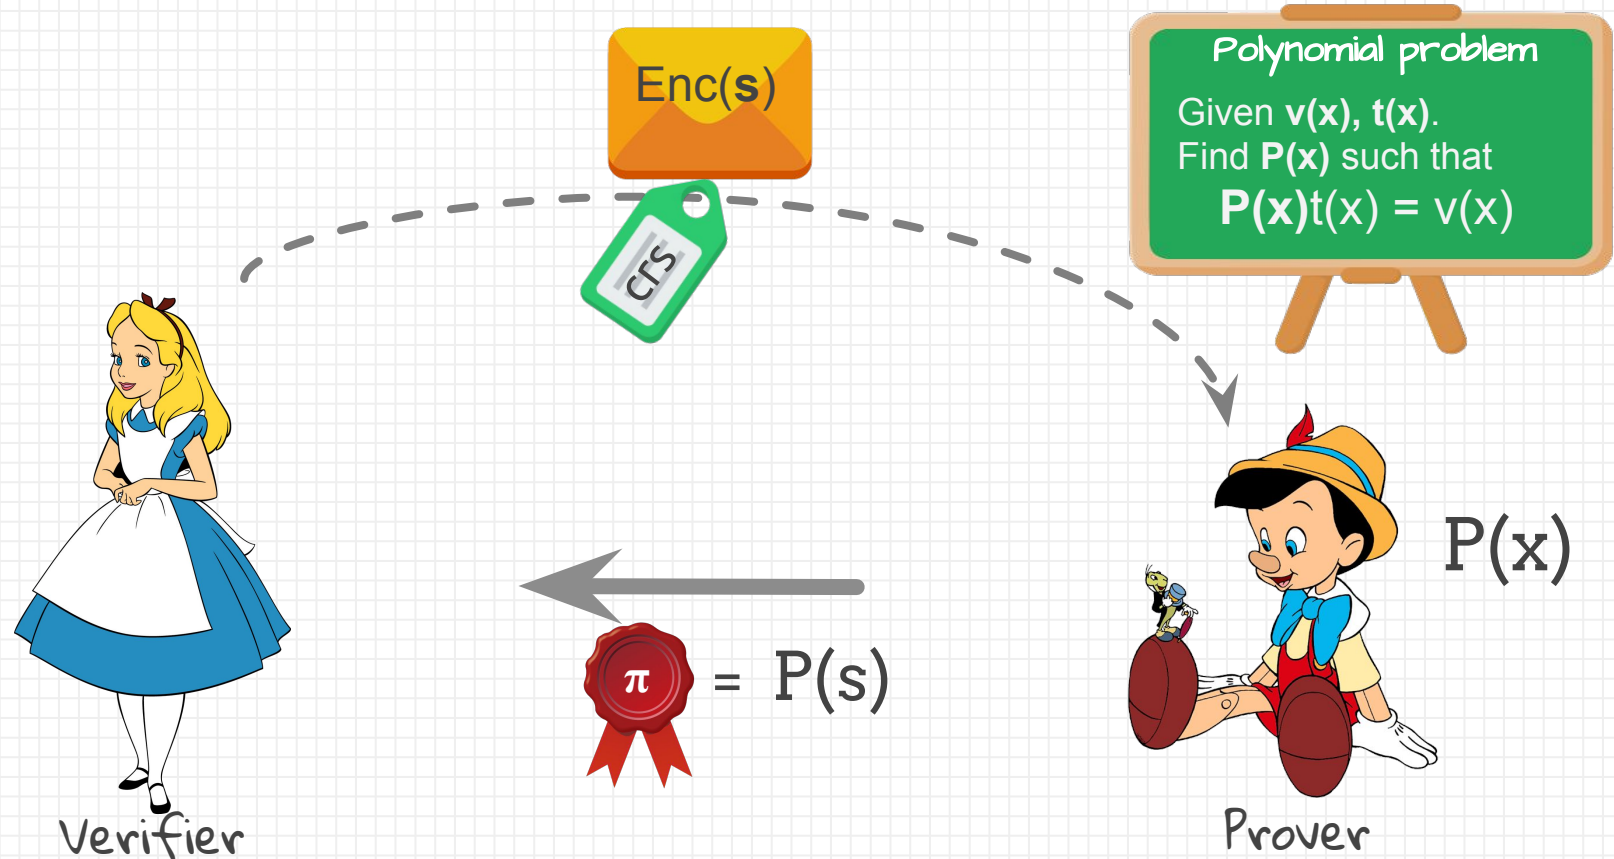 Enc(s)
crs
Polynomial problem
Given v(x), t(x).
Find P(x) such that
P(x)t(x) = v(x)
P(x)
π = P(s)
Verifier
Prover